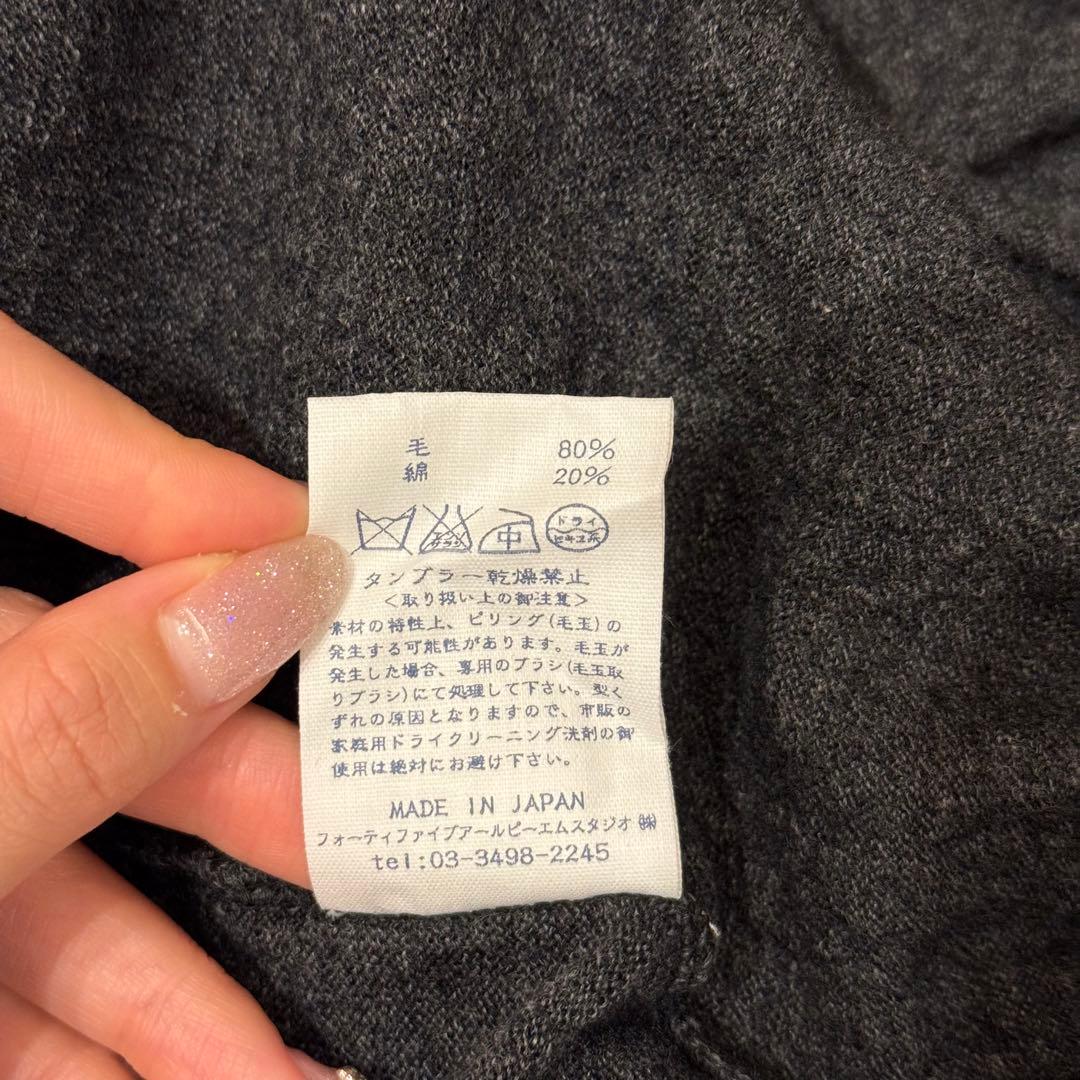 毛 80%
綿 20%
サラシ
中
ドライ
セキユ系
タンブラー乾燥禁止
<取り扱い上の御注意>
素材の特性上、ピリング(毛玉)の
発生する可能性があります。毛玉が
発生した場合、専用のブラシ(毛玉取
りブラシ)にて処理して下さい。型く
ずれの原因となりますので、市販の
家庭用ドライクリーニング洗剤の御
使用は絶対にお避け下さい。
MADE IN JAPAN
フォーティファイブアールピーエムスタジオ㈱
tel:03-3498-2245